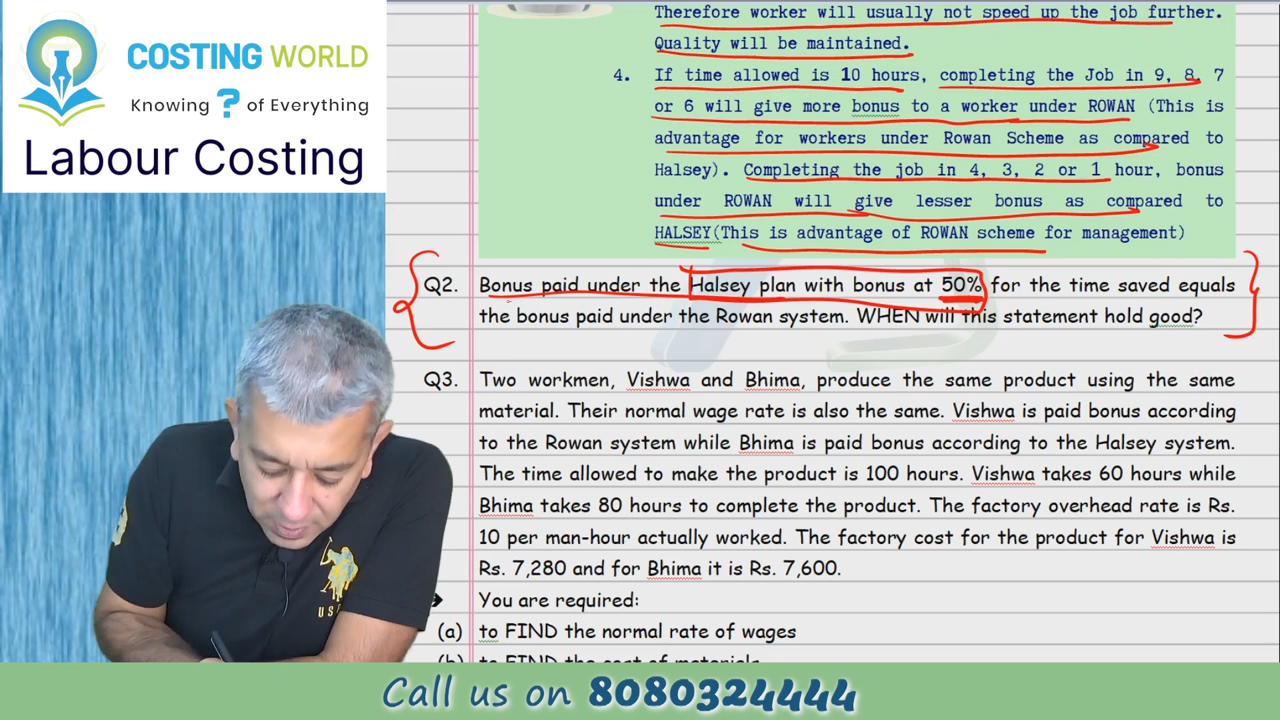 COSTING WORLD
Knowing ? of Everything
Labour Costing
Therefore worker will usually not speed up the job further.
Quality will be maintained.
4. If time allowed is 10 hours, completing the Job in 9, 8, 7
or 6 will give more bonus to a worker under ROWAN (This is
advantage for workers under Rowan Scheme as compared to
Halsey). Completing the job in 4, 3, 2 or 1 hour, bonus
under ROWAN will give lesser bonus as compared to
HALSEY(This is advantage of ROWAN scheme for management)
Q2. Bonus paid under the Halsey plan with bonus at 50% for the time saved equals
the bonus paid under the Rowan system. WHEN will this statement hold good?
Q3. Two workmen, Vishwa and Bhima, produce the same product using the same
material. Their normal wage rate is also the same. Vishwa is paid bonus according
to the Rowan system while Bhima is paid bonus according to the Halsey system.
The time allowed to make the product is 100 hours. Vishwa takes 60 hours while
Bhima takes 80 hours to complete the product. The factory overhead rate is Rs.
10 per man-hour actually worked. The factory cost for the product for Vishwa is
Rs. 7,280 and for Bhima it is Rs. 7,600.
You are required:
(a) to FIND the normal rate of wages
(b) to FIND the cost of materials
US
Call us on 8080324444